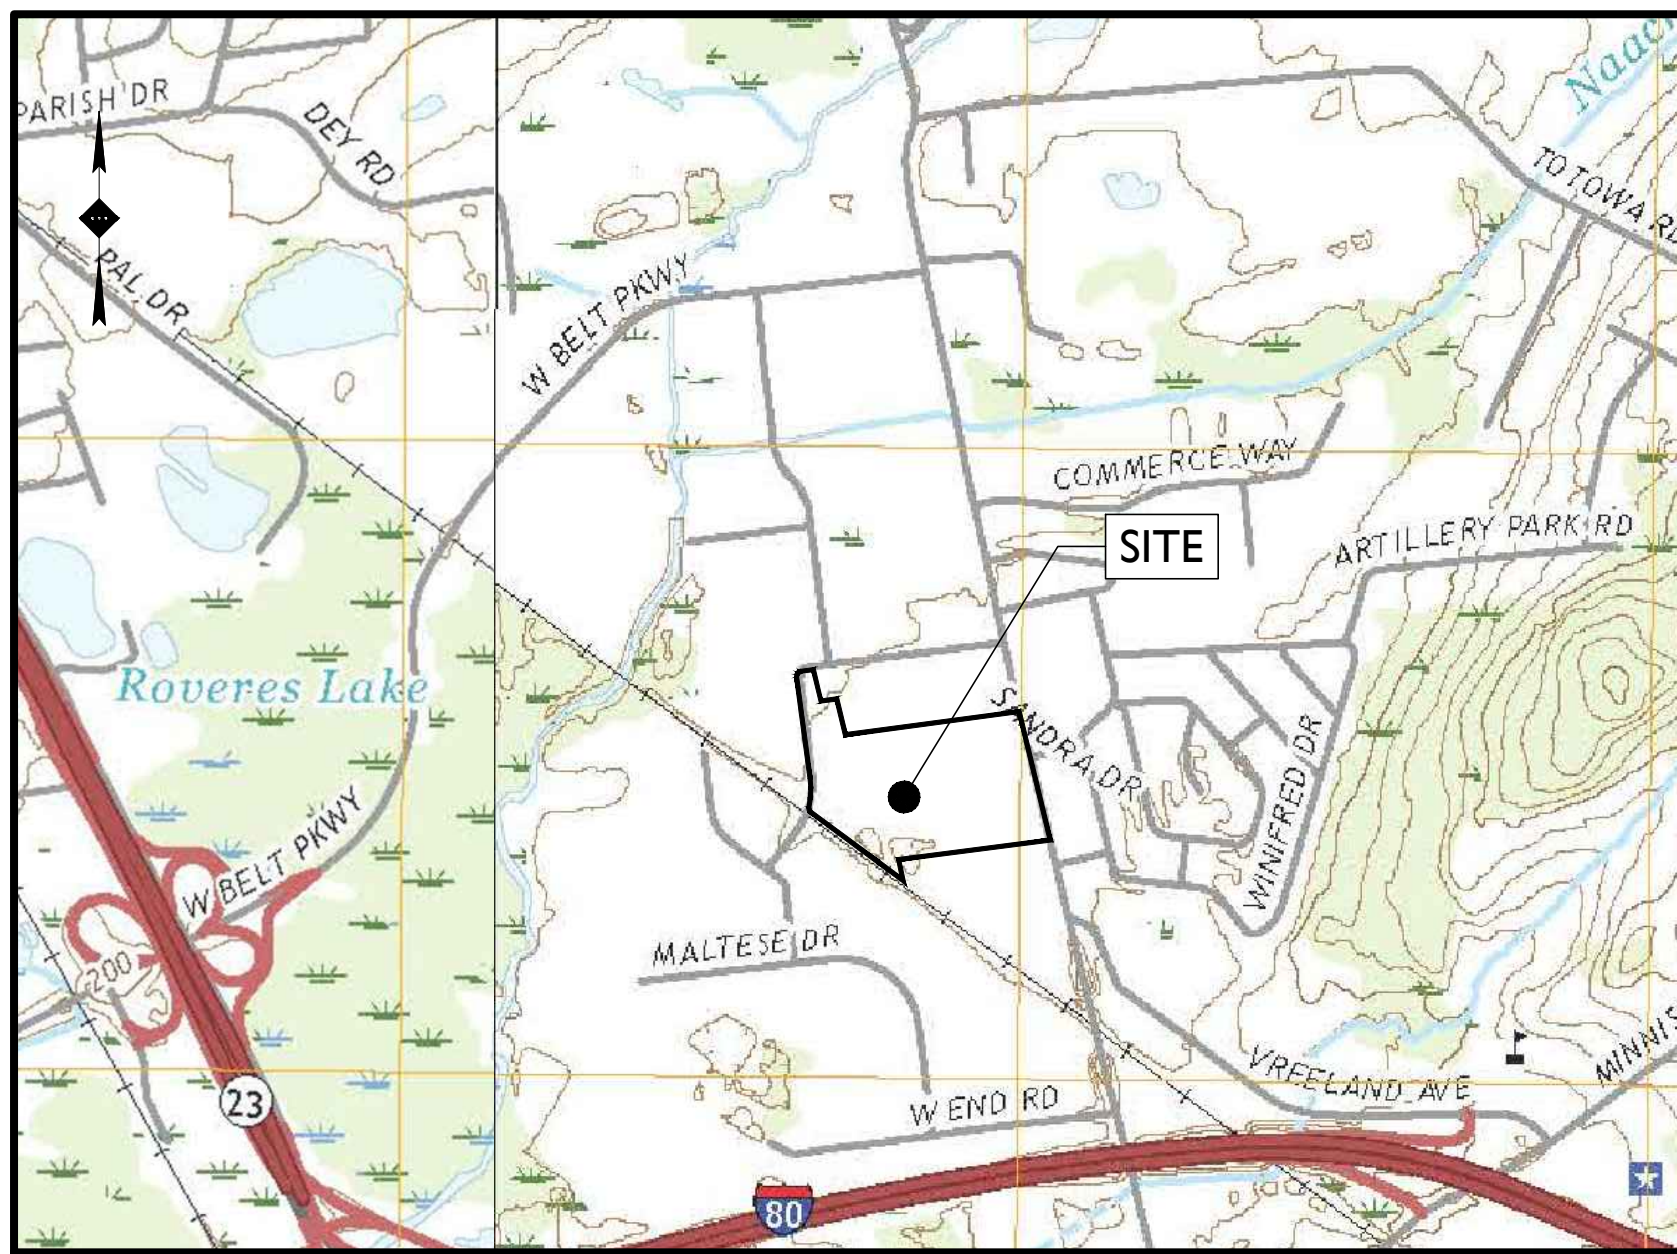 Naach
PARISH DR
DEY RD
TOTOWA RD
PAL DR
W BELT PKWY
COMMERCE WAY
ARTILLERY PARK RD
SITE
Roveres Lake
SANDRA DR
WINIFRED DR
W BELT PKWY
MALTESE DR
200
23
W END RD
VREELAND AVE
MINNIS
80